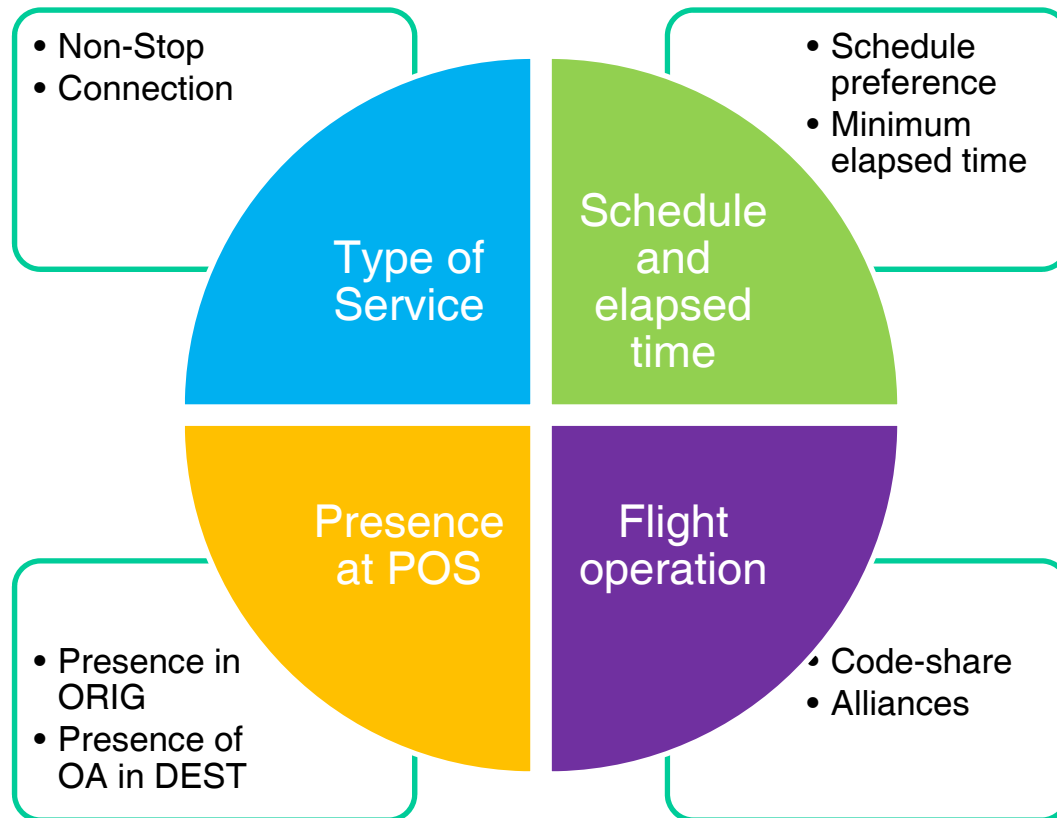 • Non-Stop
• Connection
• Schedule
preference
• Minimum
elapsed time
Type of
Service
Schedule
and
elapsed
time
Presence
at POS
Flight
operation
• Presence in
ORIG
• Presence of
OA in DEST
• Code-share
• Alliances